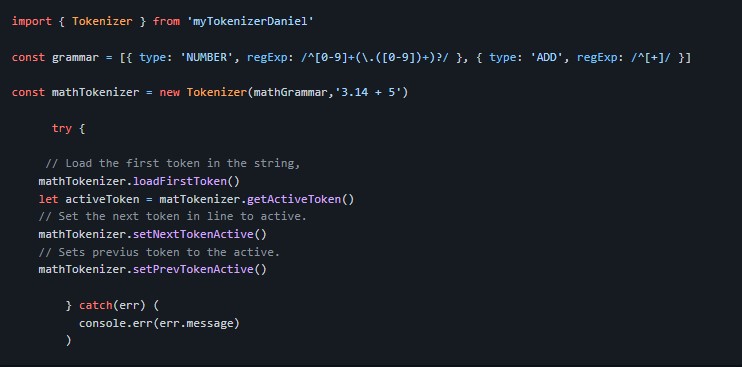 import { Tokenizer } from 'myTokenizerDaniel'
const grammar = [{ type: 'NUMBER', regExp: /^[0-9]+(\.([0-9])+)?/ }, { type: 'ADD', regExp: /^[+]/ }]
const mathTokenizer = new Tokenizer(mathGrammar,'3.14 + 5')
try {
// Load the first token in the string,
mathTokenizer.loadFirstToken()
let activeToken = matTokenizer.getActiveToken()
// Set the next token in line to active.
mathTokenizer.setNextTokenActive()
// Sets previus token to the active.
mathTokenizer.setPrevTokenActive()
} catch(err) (
console.err(err.message)
)